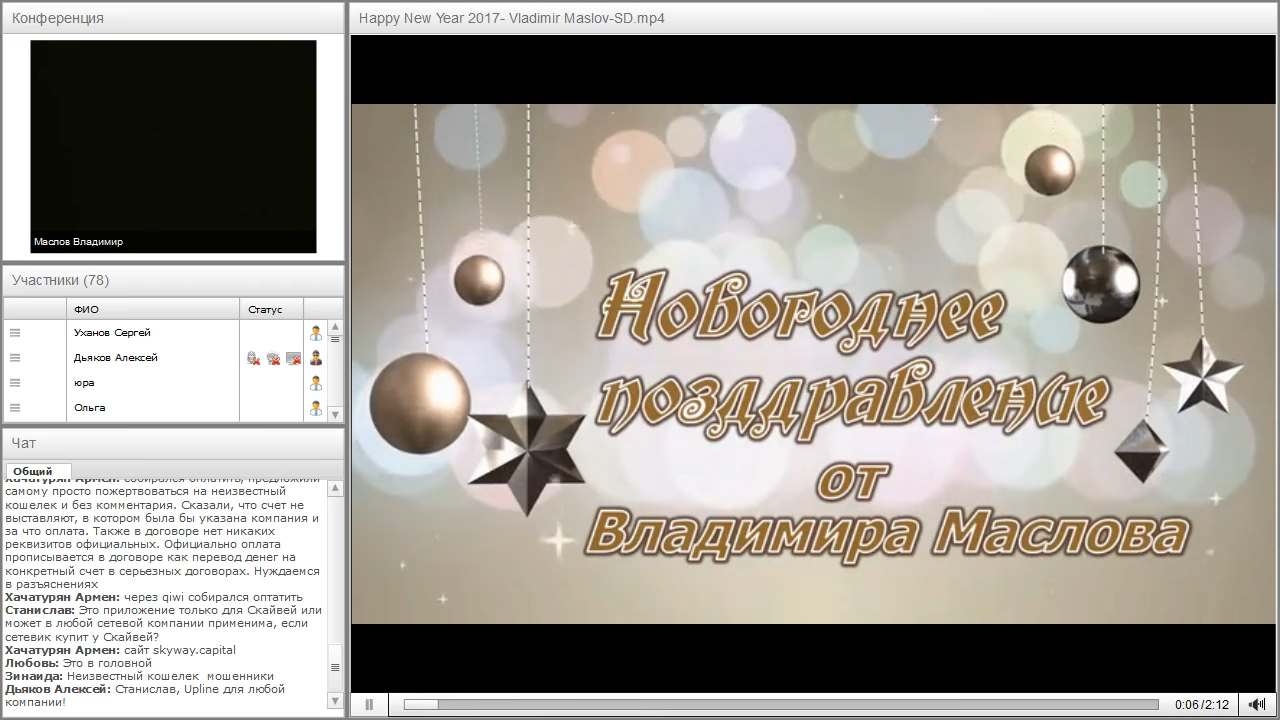 Конференция
Маслов Владимир
Участники (78)
ФИО
Статус
Уханов Сергей
Дьяков Алексей
юра
Ольга
Чат
Общий
Хачатурян Армен: собирался оплатить, предложили
самому просто пожертвоваться на неизвестный
кошелек и без комментария. Сказали, что счет не
выставляют, в котором была бы указана компания и
за что оплата. Также в договоре нет никаких
реквизитов официальных. Официально оплата
прописывается в договоре как перевод денег на
конкретный счет в серьезных договорах. Нуждаемся
в разъяснениях
Хачатурян Армен: через qiwi собирался оптатить
Станислав: Это приложение только для Скайвей или
может в любой сетевой компании применима, если
сетевик купит у Скайвей?
Хачатурян Армен: сайт skyway.capital
Любовь: Это в головной
Зинаида: Неизвестный кошелек мошенники
Дьяков Алексей: Станислав, Upline для любой
компании!
Happy New Year 2017- Vladimir Maslov-SD.mp4
Новогоднее
поздравление
от
Владимира Маслова
0:06 /2:12